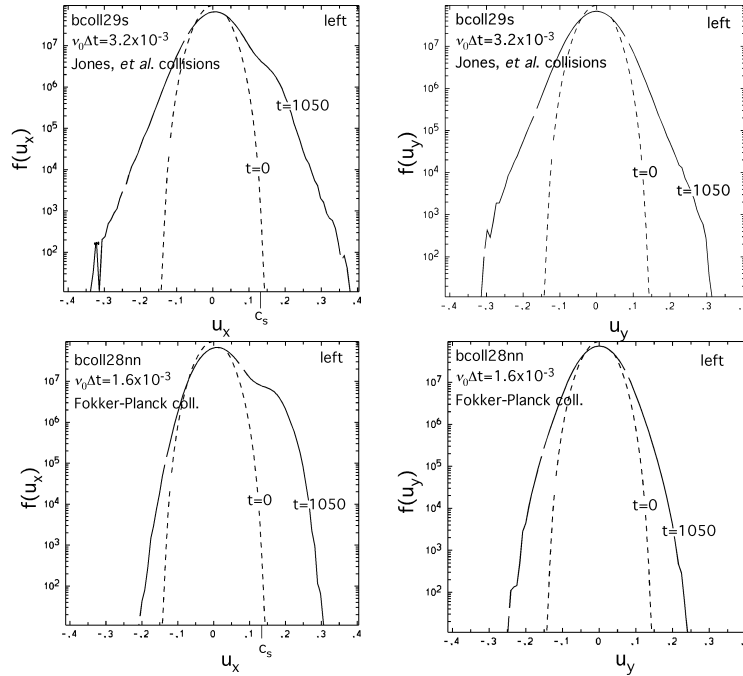 bcoll29s
left
ν₀Δt=3.2x10⁻³
Jones, et al. collisions
t=1050
t=0
f(uₓ)
10⁷
10⁶
10⁵
10⁴
10³
10²
-.4 -.3 -.2 -.1 0 .1 .2 .3 .4
uₓ
cₛ
bcoll29s
left
ν₀Δt=3.2x10⁻³
Jones, et al. collisions
t=0
t=1050
f(u_y)
10⁷
10⁶
10⁵
10⁴
10³
10²
-.4 -.3 -.2 -.1 0 .1 .2 .3 .4
u_y
bcoll28nn
left
ν₀Δt=1.6x10⁻³
Fokker-Planck coll.
t=0
t=1050
f(uₓ)
10⁷
10⁶
10⁵
10⁴
10³
10²
-.4 -.3 -.2 -.1 0 .1 .2 .3 .4
uₓ
cₛ
bcoll28nn
left
ν₀Δt=1.6x10⁻³
Fokker-Planck coll.
t=0
t=1050
f(u_y)
10⁷
10⁶
10⁵
10⁴
10³
10²
-.4 -.3 -.2 -.1 0 .1 .2 .3 .4
u_y